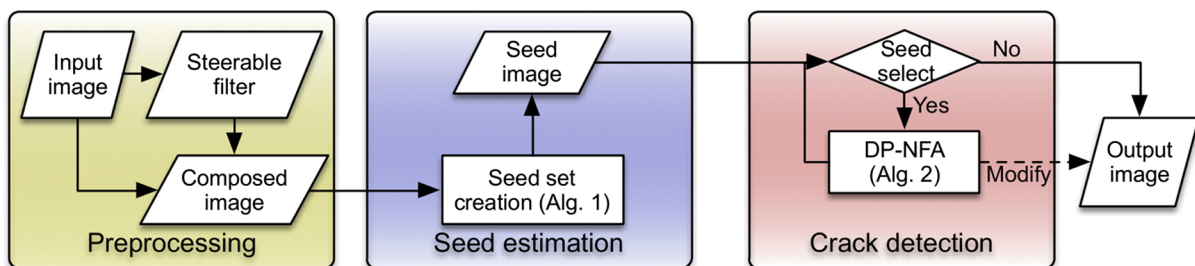 Input
image
Steerable
filter
Composed
image
Preprocessing
Seed
image
Seed set
creation (Alg. 1)
Seed estimation
Seed
select
No
Yes
DP-NFA
(Alg. 2)
Modify
Crack detection
Output
image